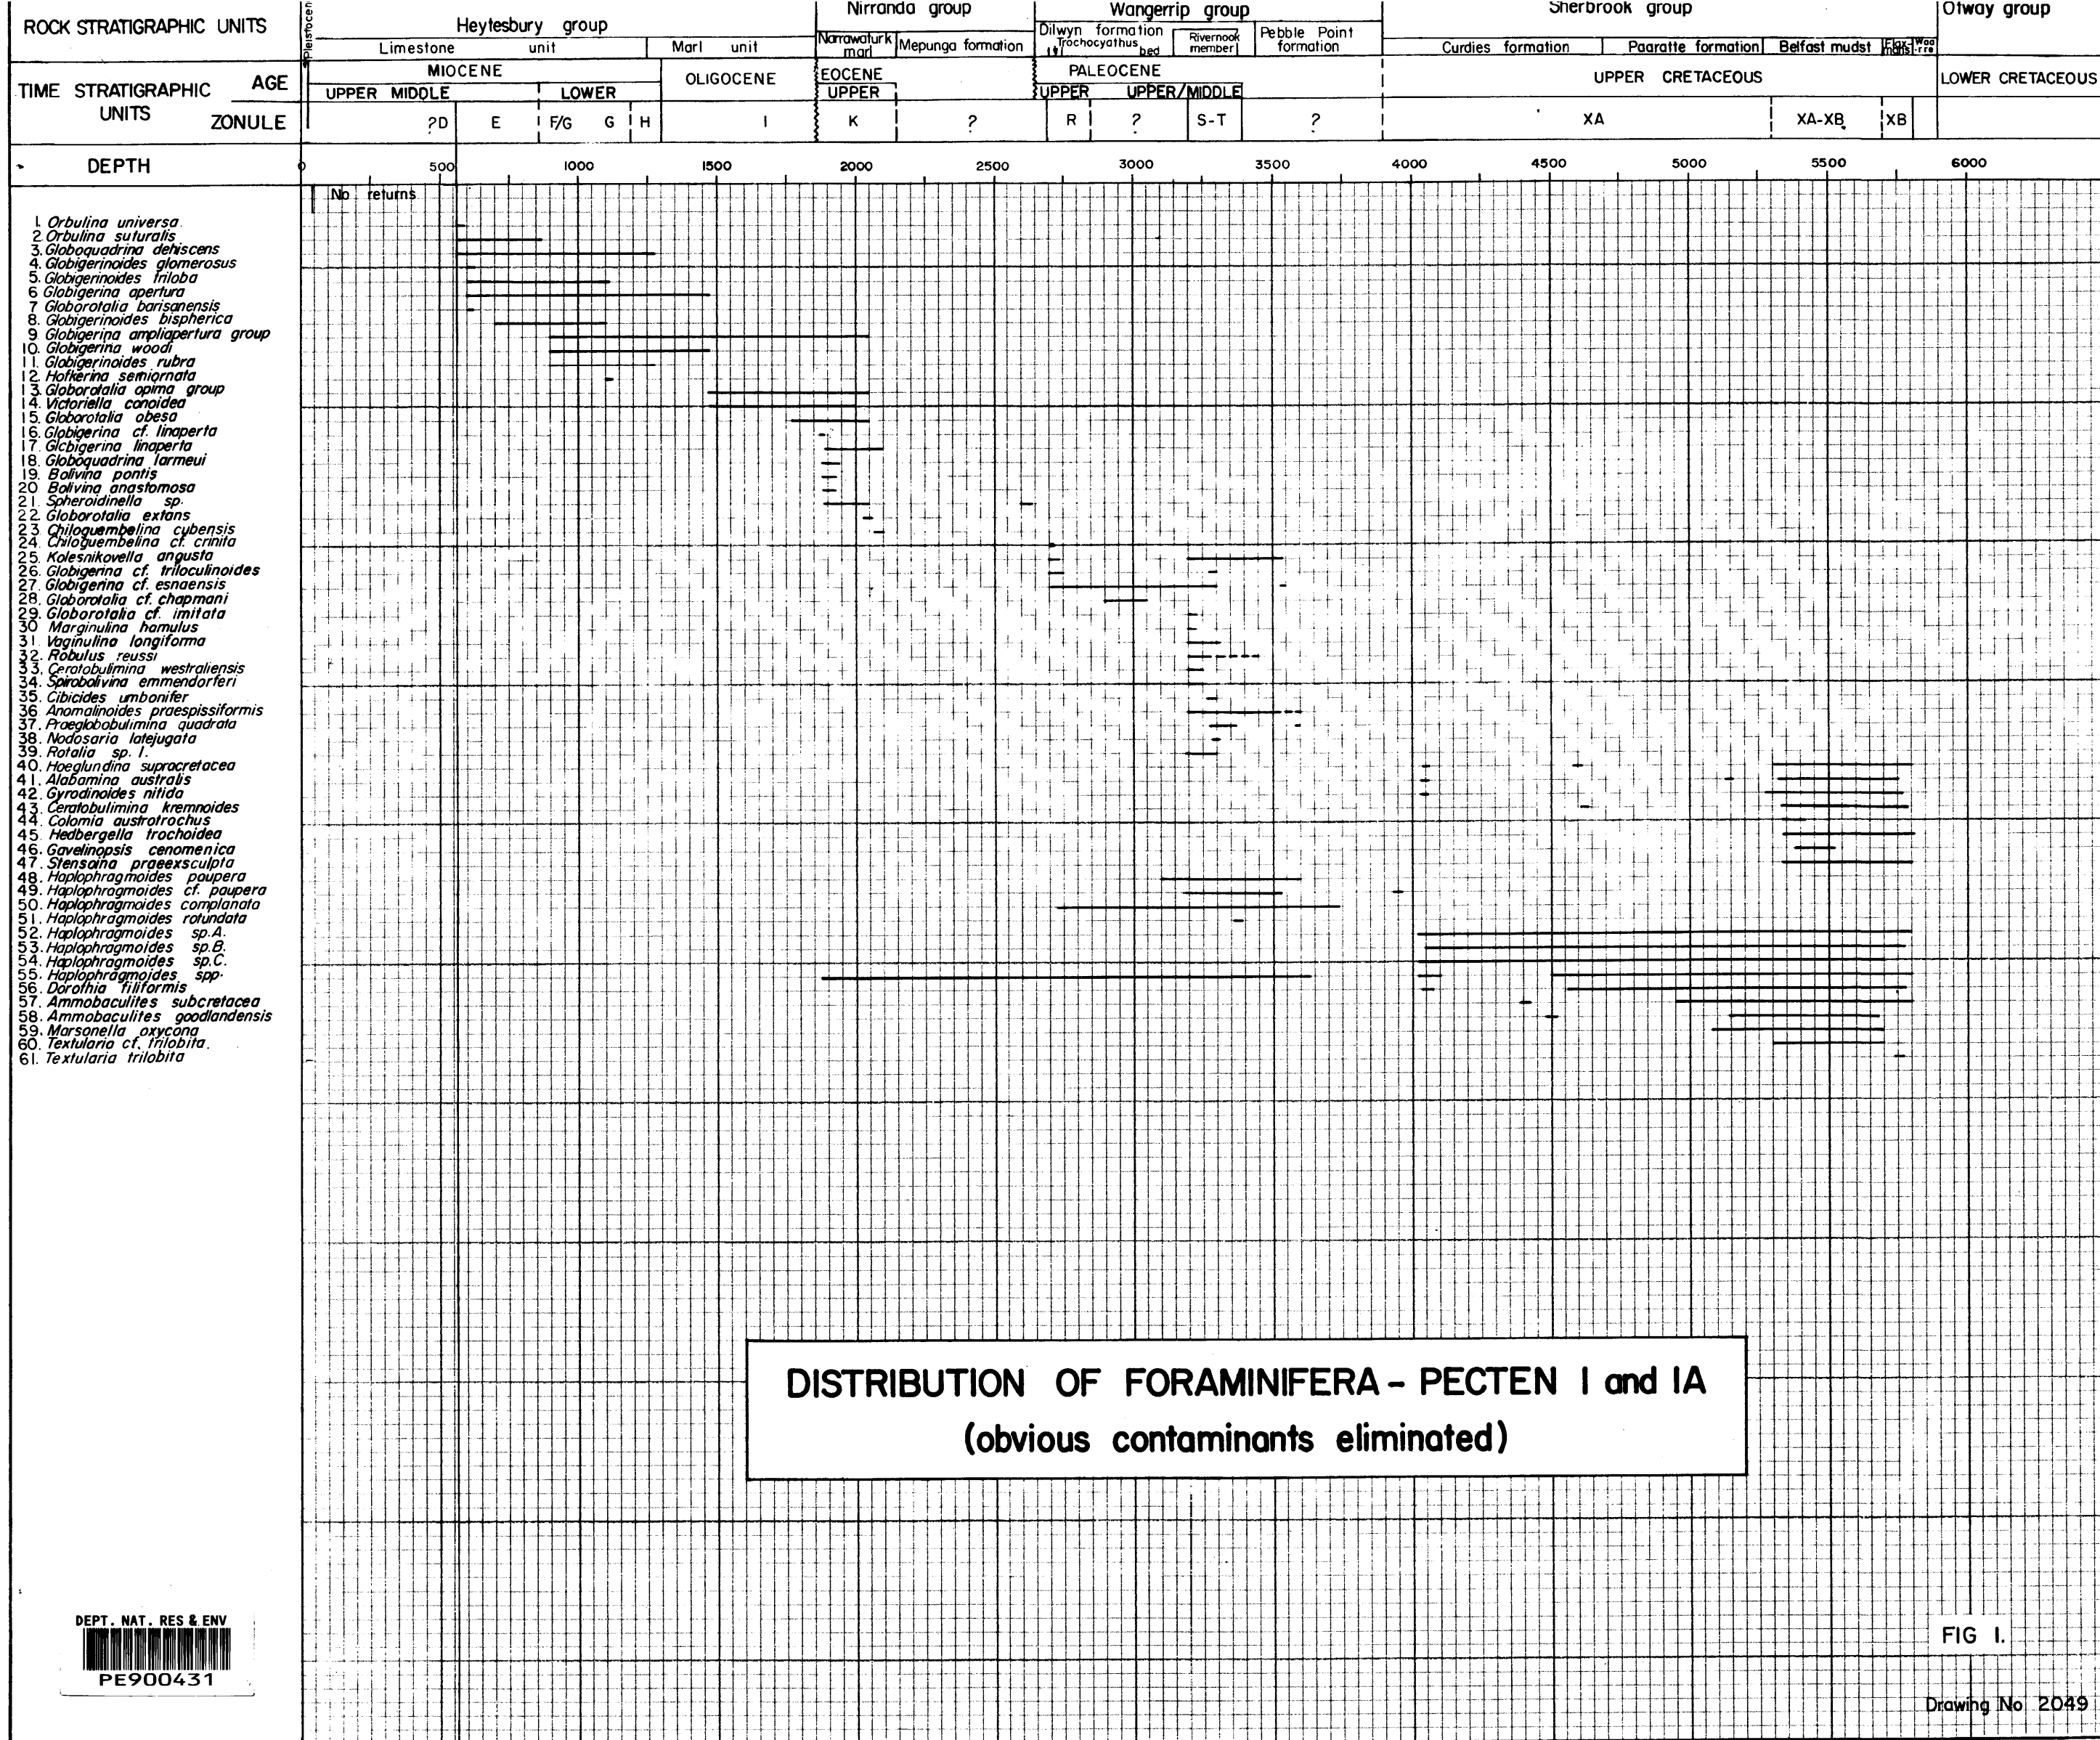 ROCK STRATIGRAPHIC UNITS
Pleistocen
Heytesbury group
Nirranda group
Wangerrip group
Sherbrook group
Otway group
Limestone unit
Marl unit
Narrawaturk marl
Mepunga formation
Dilwyn formation
Trochocyathus bed
Rivernook member
Pebble Point formation
Curdies formation
Paaratte formation
Belfast mudst
TIME STRATIGRAPHIC UNITS
AGE
MIOCENE
OLIGOCENE
EOCENE
PALEOCENE
UPPER CRETACEOUS
LOWER CRETACEOUS
UPPER MIDDLE
LOWER
UPPER
UPPER
UPPER/MIDDLE
ZONULE
?D E F/G G H I K ? R ? S-T ? XA XA-XB XB
DEPTH
0 500 1000 1500 2000 2500 3000 3500 4000 4500 5000 5500 6000
No returns
1. Orbulina universa.
2. Orbulina suturalis
3. Globoquadrina dehiscens
4. Globigerinoides glomerosus
5. Globigerinoides triloba
6 Globigerina apertura
7 Globorotalia barisanensis
8. Globigerinoides bispherica
9 Globigerina ampliapertura group
10. Globigerina woodi
11. Globigerinoides rubra
12. Hofkerina semiornata
13. Globorotalia opima group
14. Victoriella conoidea
15. Globorotalia obesa
16. Globigerina cf. linaperta
17. Globigerina linaperta
18. Globoquadrina larmeui
19. Bolivina pontis
20 Bolivina anastomosa
21. Spheroidinella sp.
22. Globorotalia extans
23 Chiloguembelina cubensis
24. Chiloguembelina cf. crinita
25. Kolesnikovella angusta
26. Globigerina cf. triloculinoides
27. Globigerina cf. esnaensis
28. Globorotalia cf. chapmani
29. Globorotalia cf. imitata
30 Marginulina hamulus
31. Vaginulina longiforma
32. Robulus reussi
33. Ceratobulimina westraliensis
34. Spirobolivina emmendorferi
35. Cibicides umbonifer
36 Anomalinoides praespissiformis
37. Praeglobobulimina quadrata
38. Nodosaria latejugata
39. Rotalia sp. 1.
40. Hoeglundina supracretacea
41. Alabamina australis
42. Gyrodinoides nitida
43. Ceratobulimina kremnoides
44. Colomia austrotrochus
45. Hedbergella trochoidea
46. Gavelinopsis cenomenica
47. Stensoina praeexsculpta
48. Haplophragmoides paupera
49. Haplophragmoides cf. paupera
50. Haplophragmoides complanata
51. Haplophragmoides rotundata
52. Haplophragmoides sp.A.
53. Haplophragmoides sp.B.
54. Haplophragmoides sp.C.
55. Haplophragmoides spp.
56. Dorothia filiformis
57. Ammobaculites subcretacea
58. Ammobaculites goodlandensis
59. Marsonella oxycona
60. Textularia cf. trilobita.
61. Textularia trilobita
DISTRIBUTION OF FORAMINIFERA - PECTEN 1 and 1A
(obvious contaminants eliminated)
DEPT. NAT. RES & ENV
PE900431
FIG 1.
Drawing No 2049